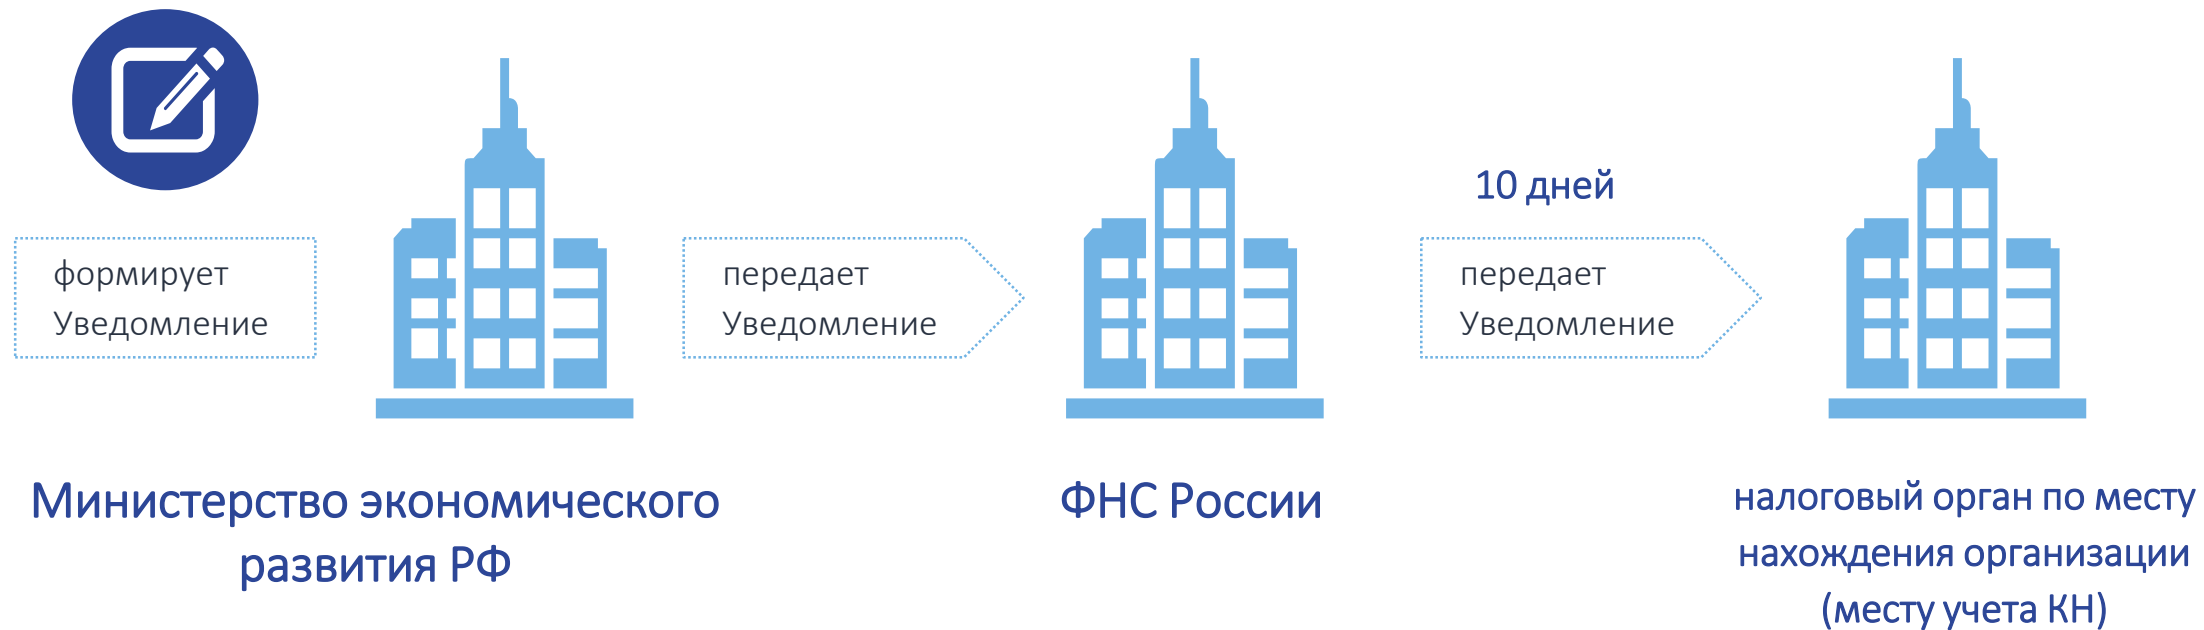 10 дней
формирует
Уведомление
передает
Уведомление
передает
Уведомление
Министерство экономического
развития РФ
ФНС России
налоговый орган по месту
нахождения организации
(месту учета КН)